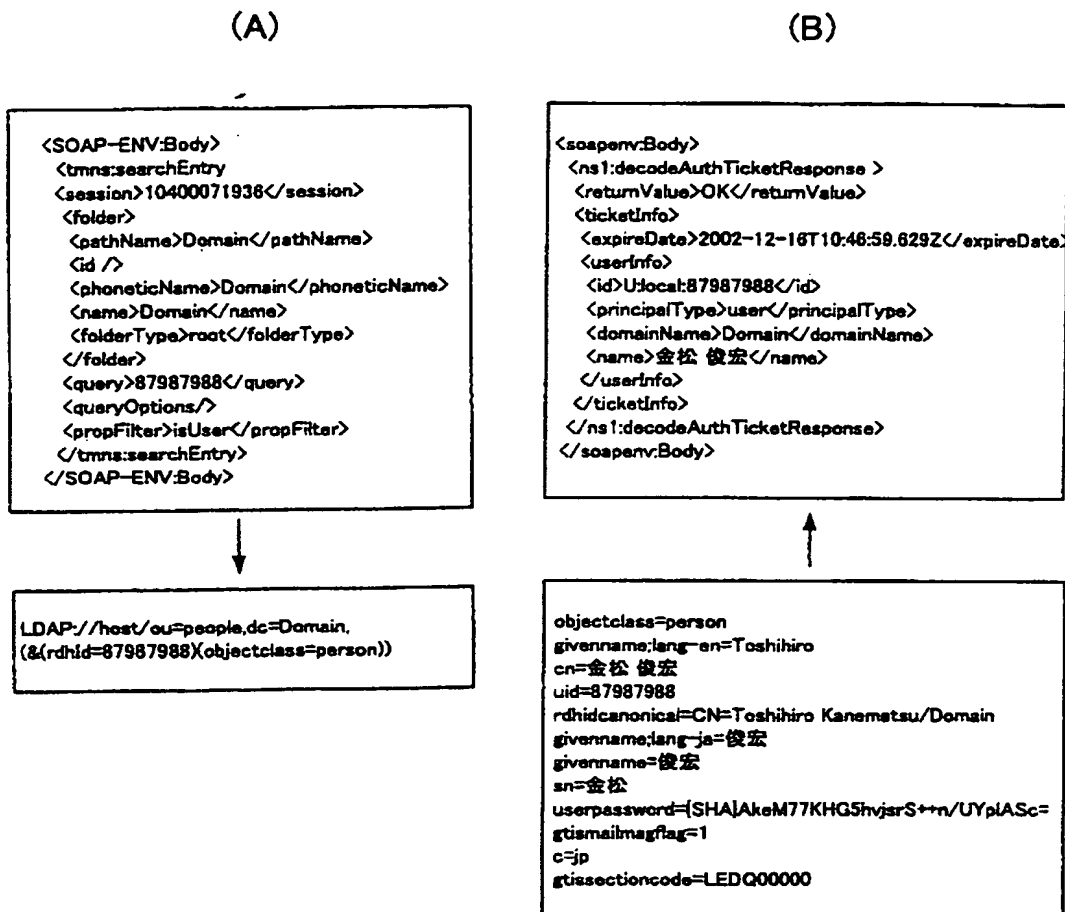 (A)
<SOAP-ENV:Body>
<tmns:searchEntry
<session>10400071936</session>
<folder>
<pathName>Domain</pathName>
<id />
<phoneticName>Domain</phoneticName>
<name>Domain</name>
<folderType>root</folderType>
</folder>
<query>87987988</query>
<queryOptions/>
<propFilter>isUser</propFilter>
</tmns:searchEntry>
</SOAP-ENV:Body>
LDAP://host/ou=people,dc=Domain,
(&(rdhid=87987988)(objectclass=person))
(B)
<soapenv:Body>
<ns1:decodeAuthTicketResponse >
<returnValue>OK</returnValue>
<ticketInfo>
<expireDate>2002-12-16T10:46:59.629Z</expireDate>
<userInfo>
<id>U:local:87987988</id>
<principalType>user</principalType>
<domainName>Domain</domainName>
<name>金松 俊宏</name>
</userInfo>
</ticketInfo>
</ns1:decodeAuthTicketResponse>
</soapenv:Body>
objectclass=person
givenname;lang-en=Toshihiro
cn=金松 俊宏
uid=87987988
rdhidcanonical=CN=Toshihiro Kanematsu/Domain
givenname;lang-ja=俊宏
givenname=俊宏
sn=金松
userpassword={SHA}AkeM77KHG5hvjsrS++n/UYplASc=
gtismailmagflag=1
c=jp
gtissectioncode=LEDQ00000